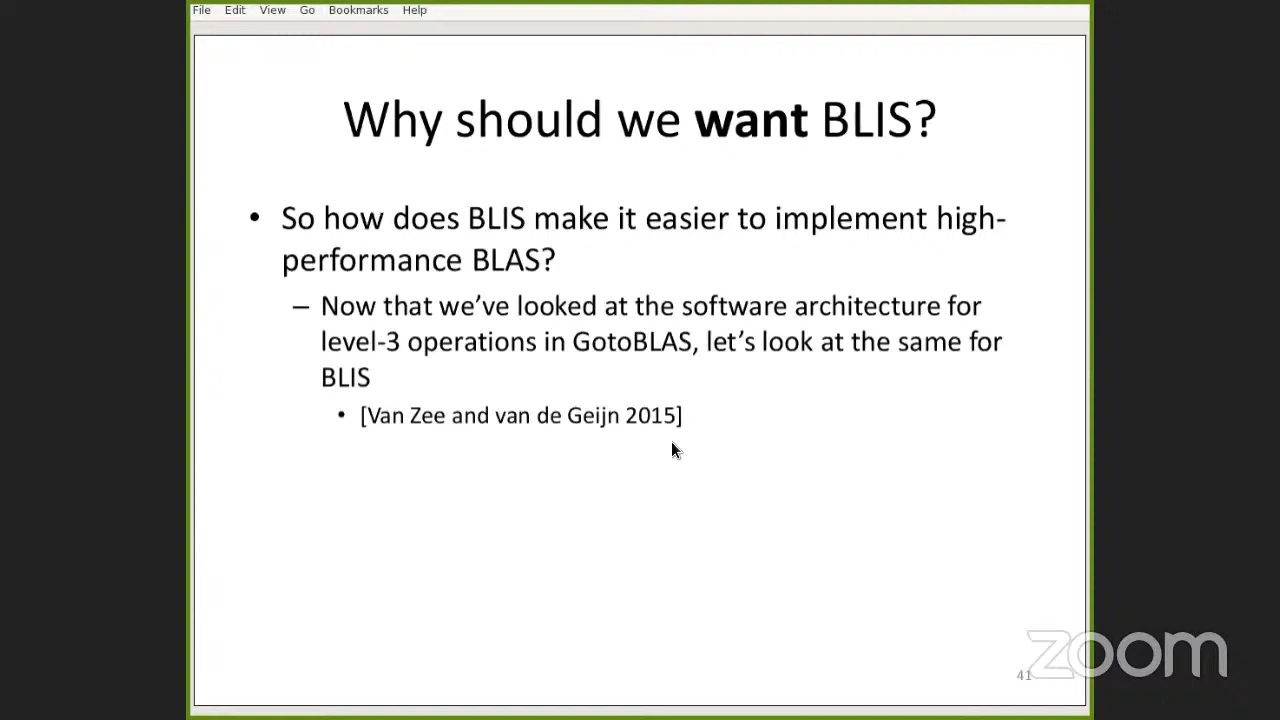 File Edit View Go Bookmarks Help
Why should we want BLIS?
• So how does BLIS make it easier to implement high-
performance BLAS?
– Now that we’ve looked at the software architecture for
level-3 operations in GotoBLAS, let’s look at the same for
BLIS
• [Van Zee and van de Geijn 2015]
zoom
41